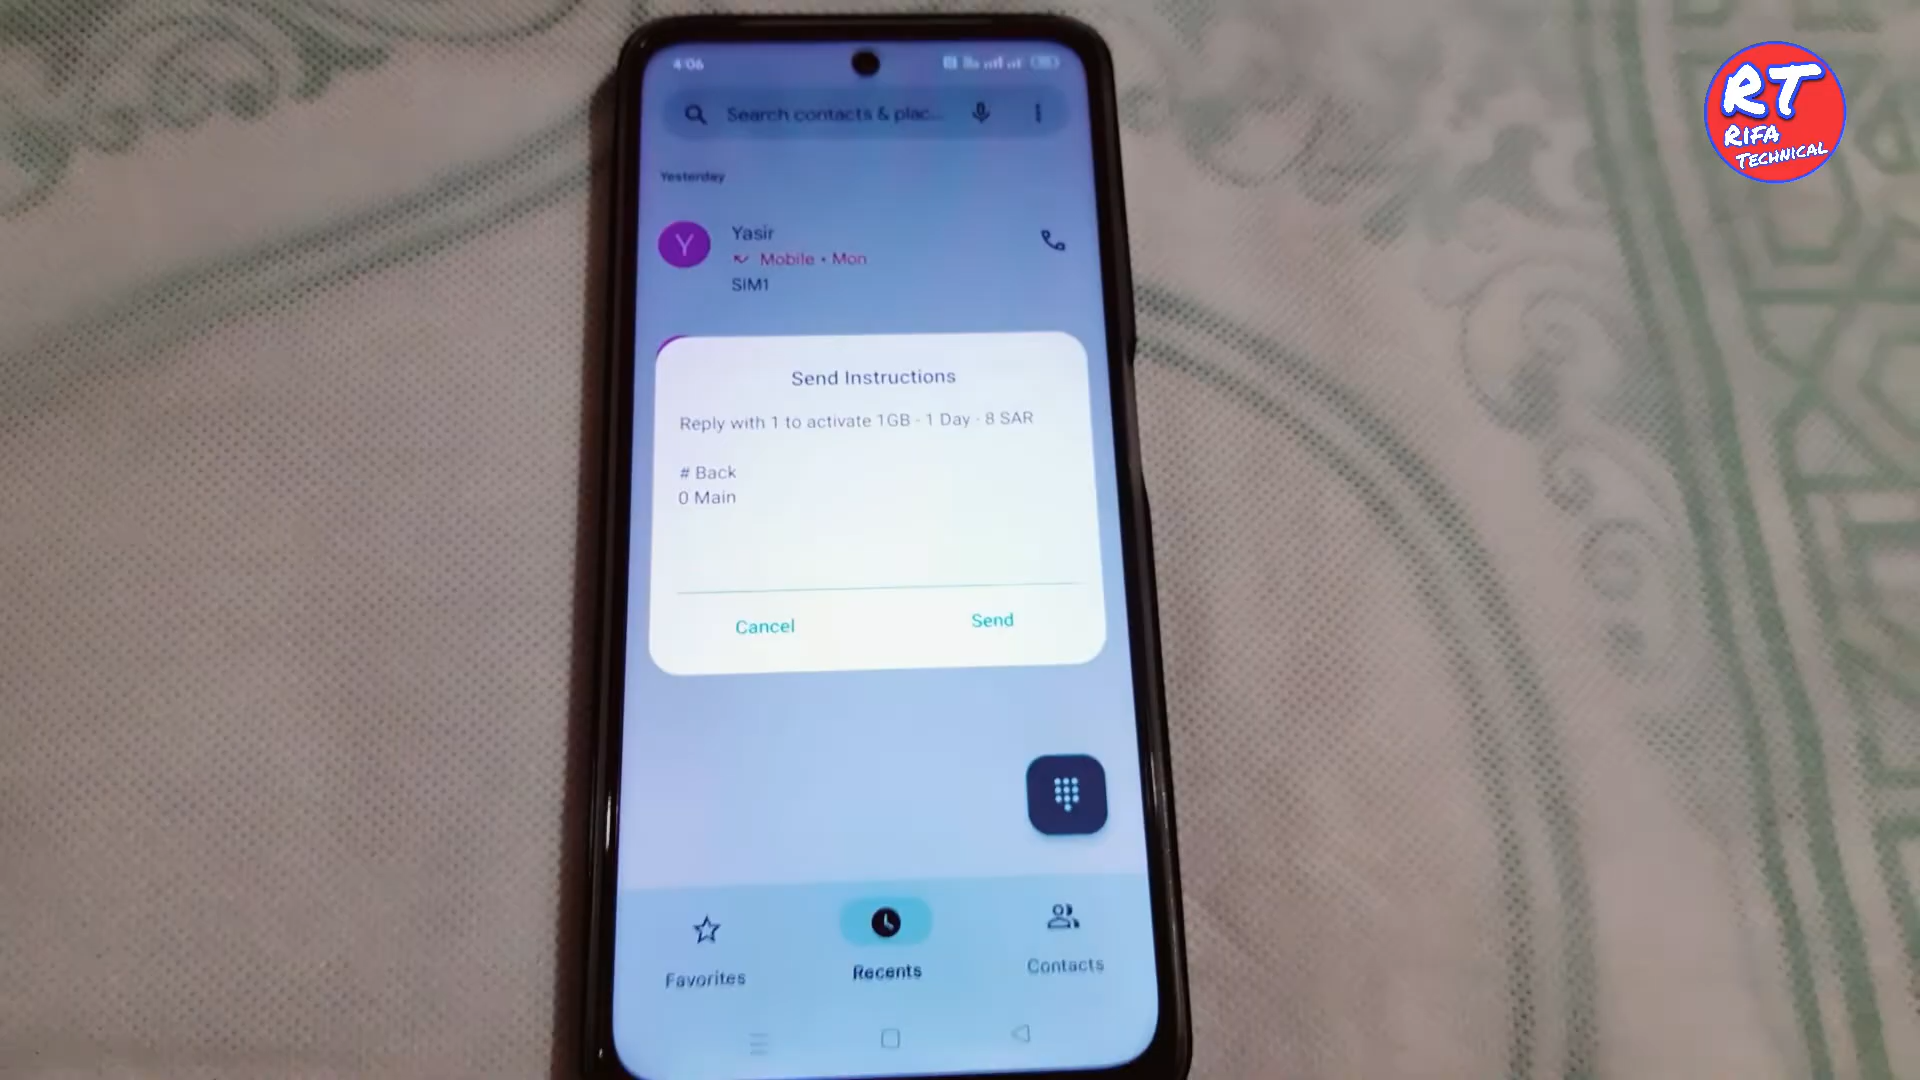 4:06
Search contacts & plac...
Yesterday
Y
Yasir
Mobile • Mon
SIM1
Send Instructions
Reply with 1 to activate 1GB - 1 Day - 8 SAR
# Back
0 Main
Cancel
Send
Favorites
Recents
Contacts
RT
RIFA
TECHNICAL